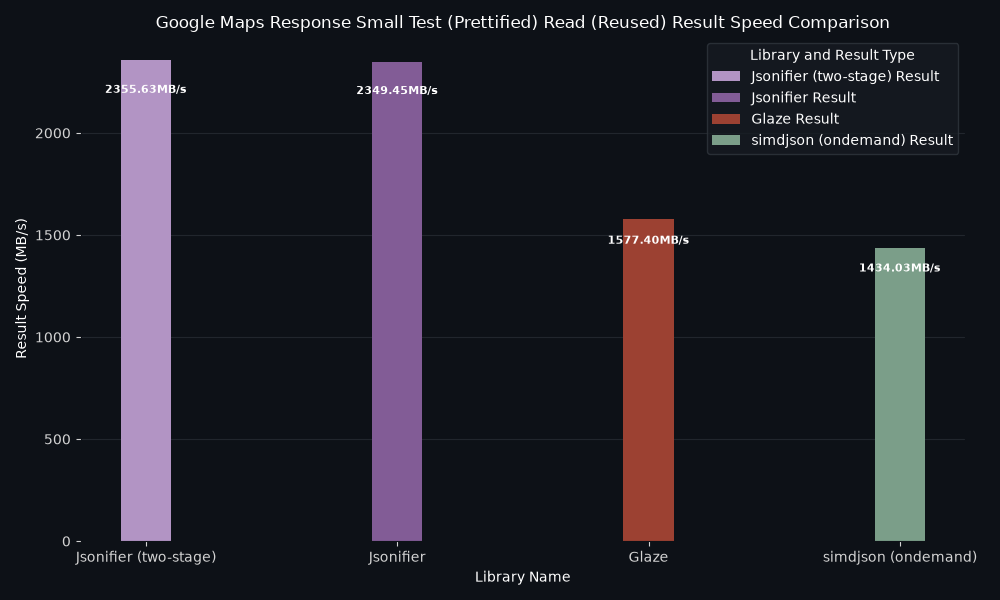 Google Maps Response Small Test (Prettified) Read (Reused) Result Speed Comparison
Library and Result Type
Jsonifier (two-stage) Result
Jsonifier Result
Glaze Result
simdjson (ondemand) Result
2355.63MB/s
2349.45MB/s
1577.40MB/s
1434.03MB/s
Result Speed (MB/s)
2000
1500
1000
500
0
Jsonifier (two-stage)
Jsonifier
Glaze
simdjson (ondemand)
Library Name